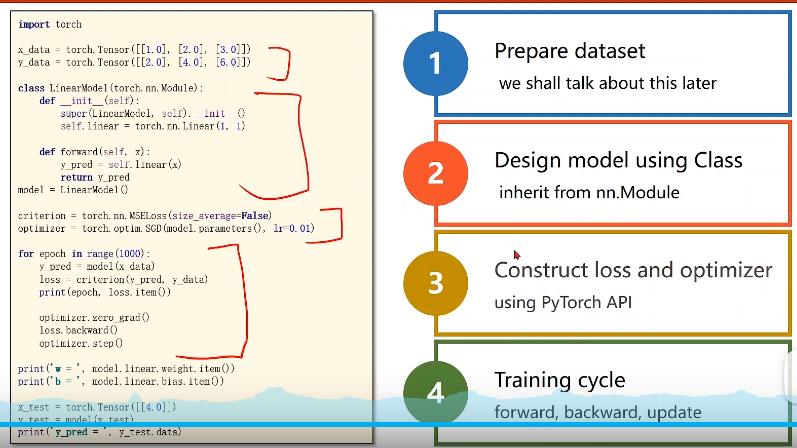 import torch
x_data = torch.Tensor([[1.0], [2.0], [3.0]])
y_data = torch.Tensor([[2.0], [4.0], [6.0]])
class LinearModel(torch.nn.Module):
    def __init__(self):
        super(LinearModel, self).__init__()
        self.linear = torch.nn.Linear(1, 1)
    def forward(self, x):
        y_pred = self.linear(x)
        return y_pred
model = LinearModel()
criterion = torch.nn.MSELoss(size_average=False)
optimizer = torch.optim.SGD(model.parameters(), lr=0.01)
for epoch in range(1000):
    y_pred = model(x_data)
    loss = criterion(y_pred, y_data)
    print(epoch, loss.item())
    optimizer.zero_grad()
    loss.backward()
    optimizer.step()
print('w = ', model.linear.weight.item())
print('b = ', model.linear.bias.item())
x_test = torch.Tensor([[4.0]])
y_test = model(x_test)
print('y_pred = ', y_test.data)
1
Prepare dataset
we shall talk about this later
2
Design model using Class
inherit from nn.Module
3
Construct loss and optimizer
using PyTorch API
4
Training cycle
forward, backward, update